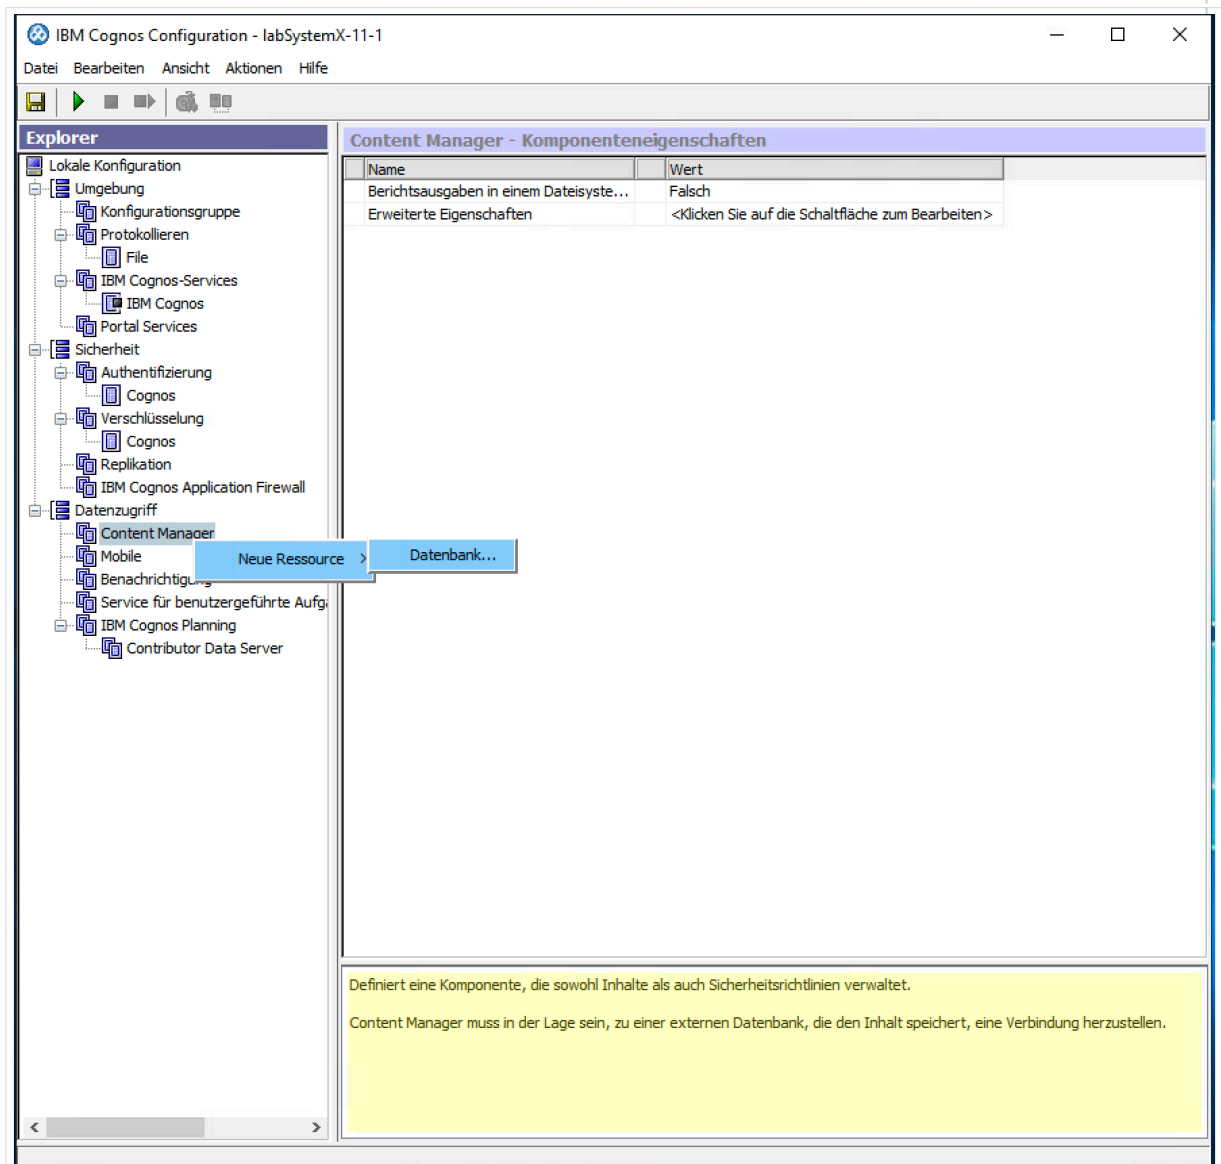 IBM Cognos Configuration - labSystemX-11-1
Datei Bearbeiten Ansicht Aktionen Hilfe
Explorer
Lokale Konfiguration
Umgebung
Konfigurationsgruppe
Protokollieren
File
IBM Cognos-Services
IBM Cognos
Portal Services
Sicherheit
Authentifizierung
Cognos
Verschlüsselung
Cognos
Replikation
IBM Cognos Application Firewall
Datenzugriff
Content Manager
Mobile
Benachrichtigung
Service für benutzergeführte Aufg
IBM Cognos Planning
Contributor Data Server
Neue Ressource >
Datenbank...
Content Manager - Komponenteneigenschaften
Name Wert
Berichtsausgaben in einem Dateisyste... Falsch
Erweiterte Eigenschaften <Klicken Sie auf die Schaltfläche zum Bearbeiten>
Definiert eine Komponente, die sowohl Inhalte als auch Sicherheitsrichtlinien verwaltet.
Content Manager muss in der Lage sein, zu einer externen Datenbank, die den Inhalt speichert, eine Verbindung herzustellen.